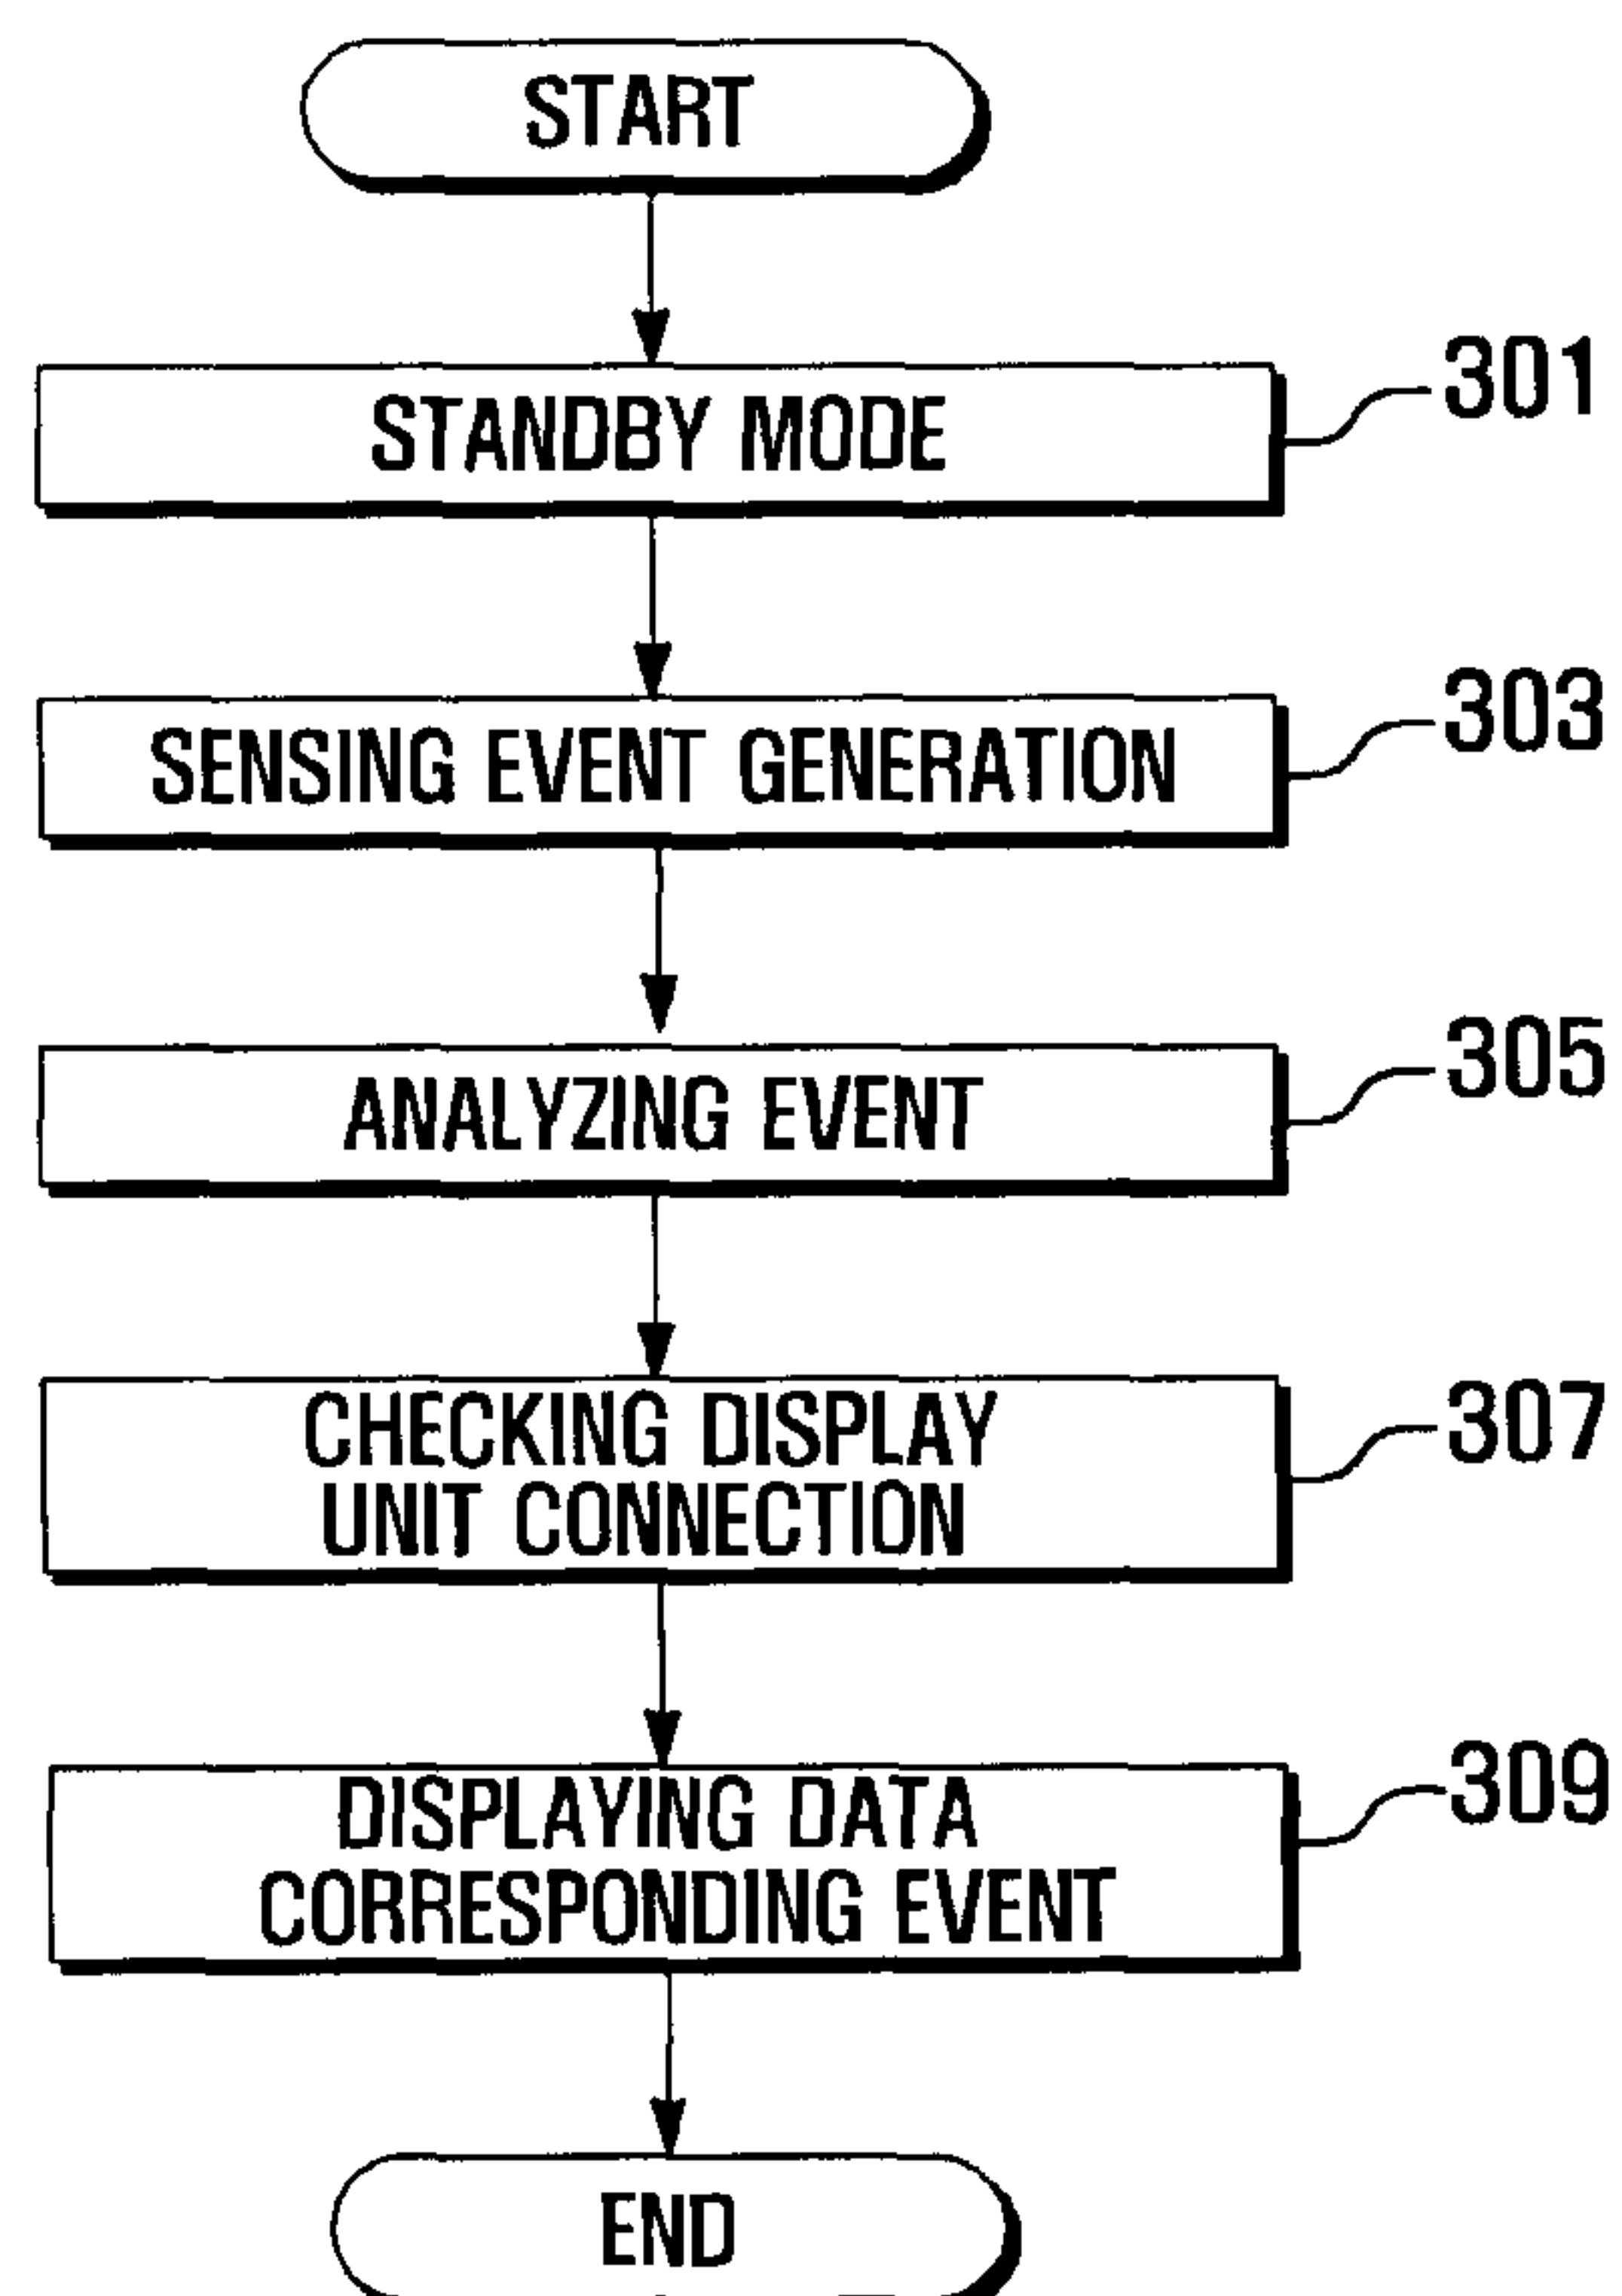 START
STANDBY MODE
301
SENSING EVENT GENERATION
303
ANALYZING EVENT
305
CHECKING DISPLAY
UNIT CONNECTION
307
DISPLAYING DATA
CORRESPONDING EVENT
309
END